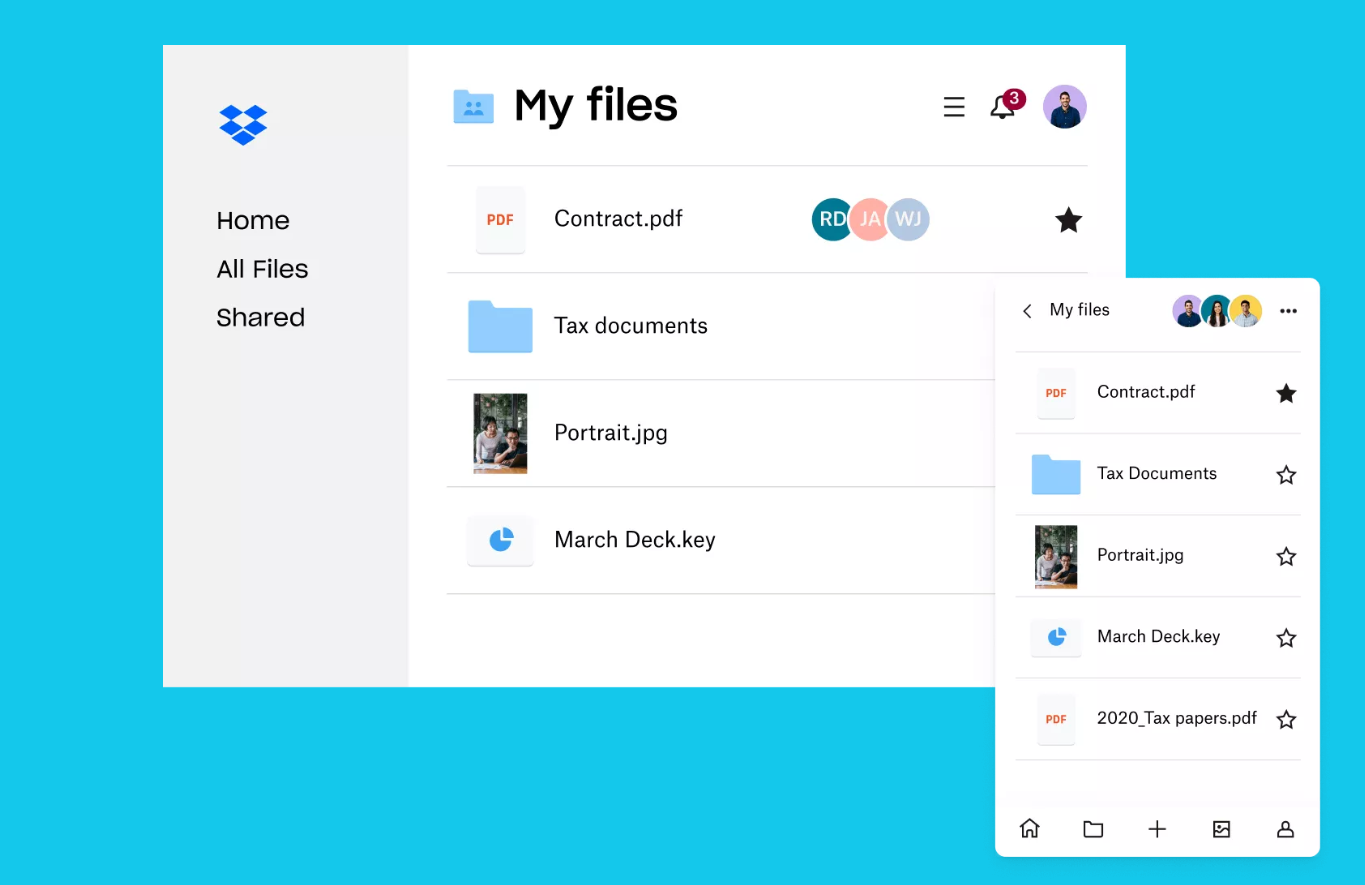 My files
3
Home
All Files
Shared
PDF
Contract.pdf
RD JA WJ
Tax documents
Portrait.jpg
March Deck.key
My files
PDF
Contract.pdf
Tax Documents
Portrait.jpg
March Deck.key
PDF
2020_Tax papers.pdf